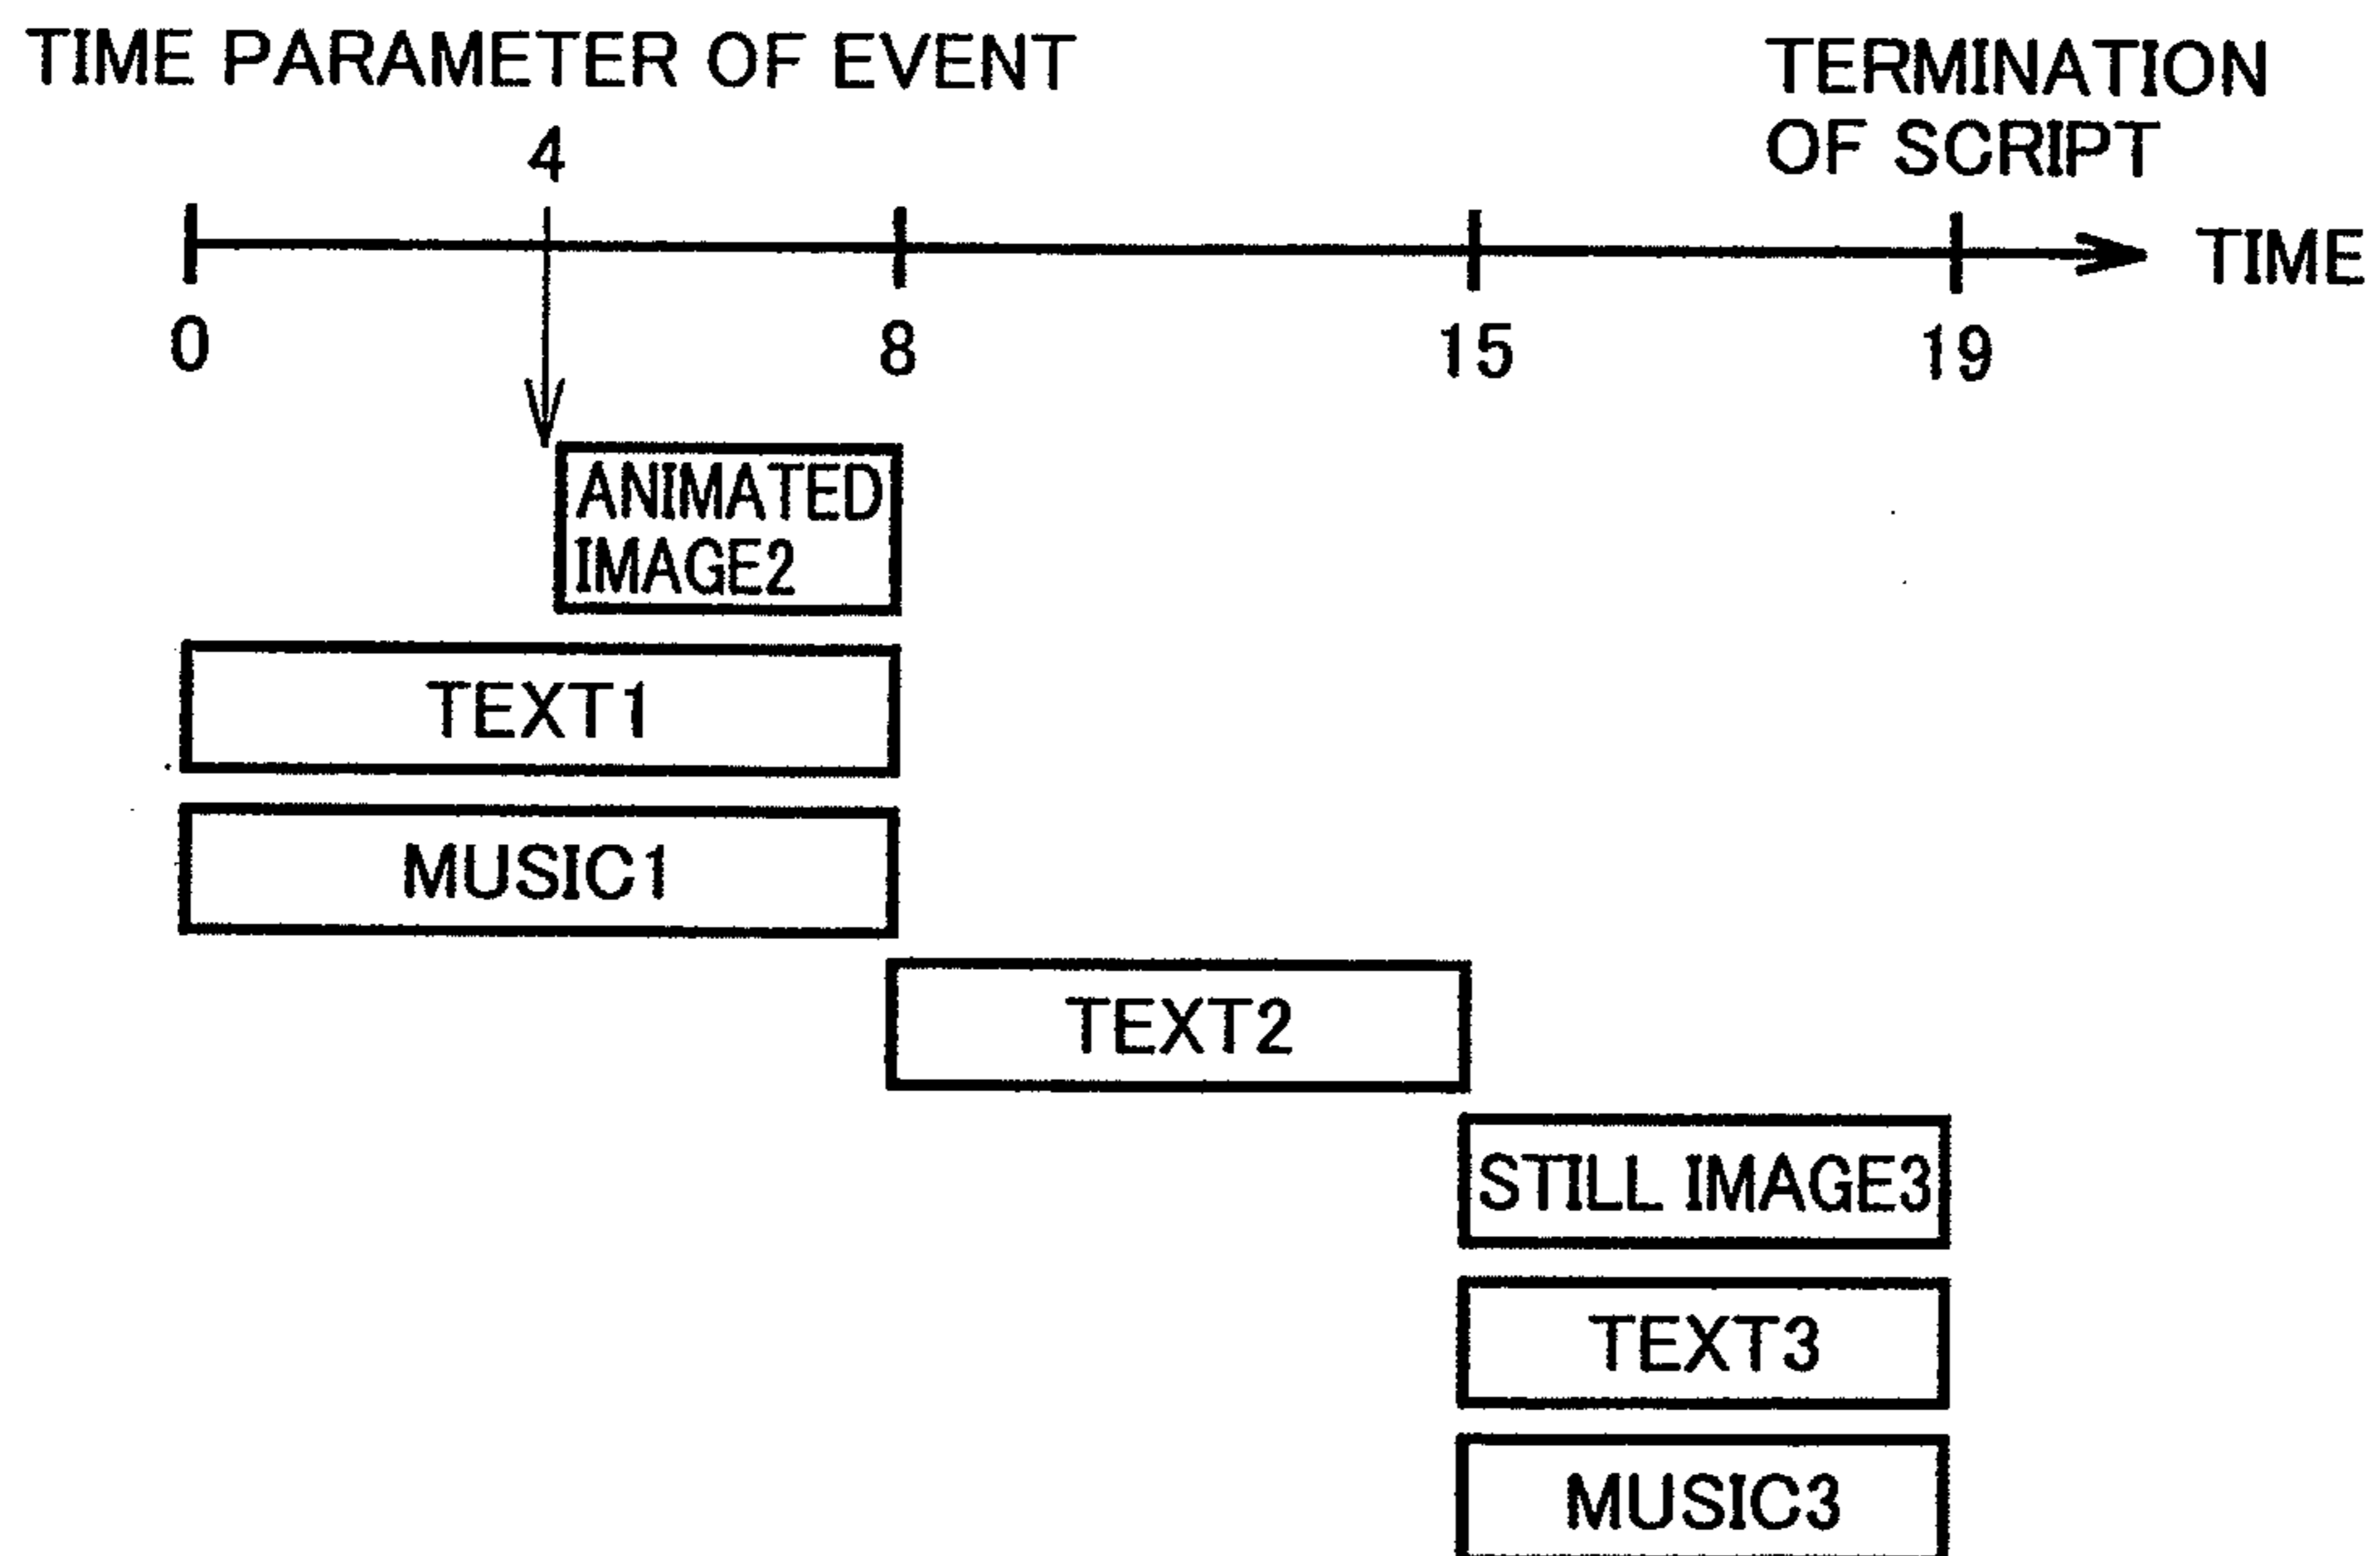 TIME PARAMETER OF EVENT
TERMINATION
OF SCRIPT
4
TIME
0
8
15
19
ANIMATED
IMAGE2
TEXT1
MUSIC1
TEXT2
STILL IMAGE3
TEXT3
MUSIC3